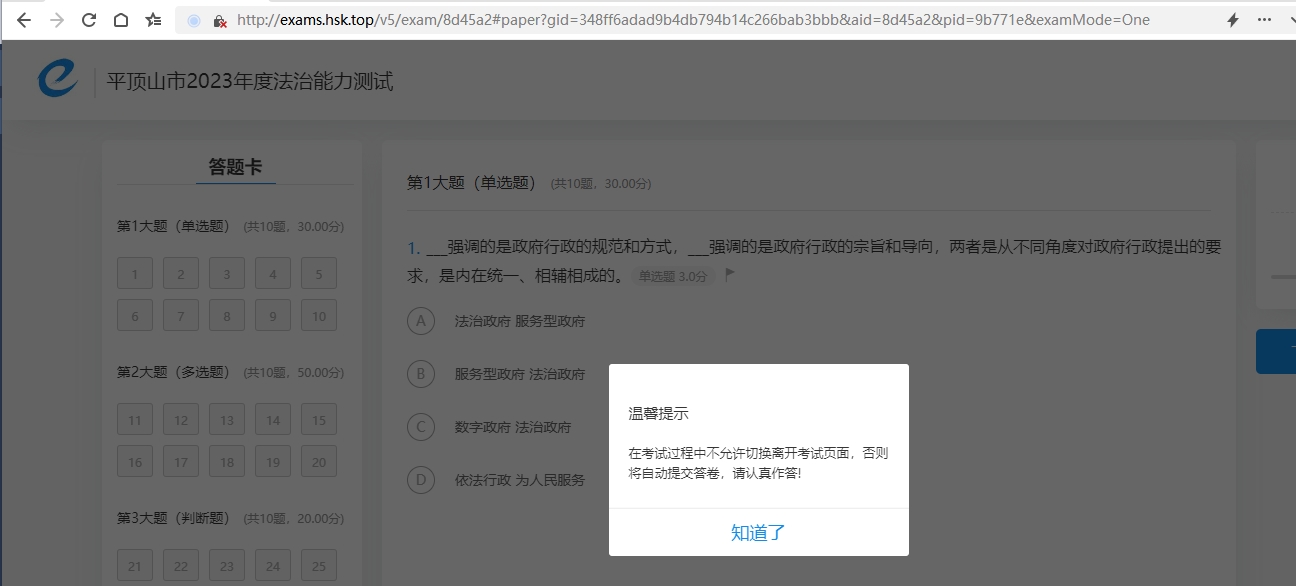 http://exams.hsk.top/v5/exam/8d45a2#paper?gid=348ff6adad9b4db794b14c266bab3bbb&aid=8d45a2&pid=9b771e&examMode=One
平顶山市2023年度法治能力测试
答题卡
第1大题（单选题） (共10题，30.00分)
1 2 3 4 5
6 7 8 9 10
第2大题（多选题） (共10题，50.00分)
11 12 13 14 15
16 17 18 19 20
第3大题（判断题） (共10题，20.00分)
21 22 23 24 25
第1大题（单选题） (共10题，30.00分)
1. ___强调的是政府行政的规范和方式，___强调的是政府行政的宗旨和导向，两者是从不同角度对政府行政提出的要
求，是内在统一、相辅相成的。 单选题 3.0分
A 法治政府 服务型政府
B 服务型政府 法治政府
C 数字政府 法治政府
D 依法行政 为人民服务
温馨提示
在考试过程中不允许切换离开考试页面，否则
将自动提交答卷，请认真作答!
知道了